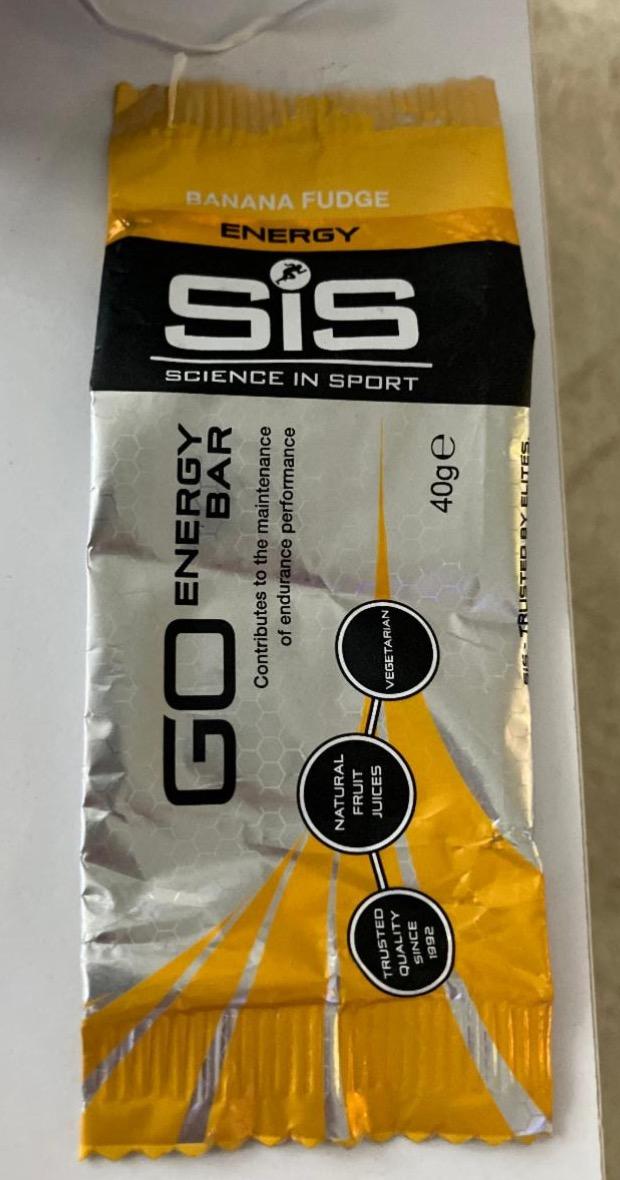 BANANA FUDGE
ENERGY
SiS
SCIENCE IN SPORT
GO ENERGY
BAR
Contributes to the maintenance
of endurance performance
40g℮
VEGETARIAN
NATURAL
FRUIT
JUICES
TRUSTED
QUALITY
SINCE
1992
SIS - TRUSTED BY ELITES.